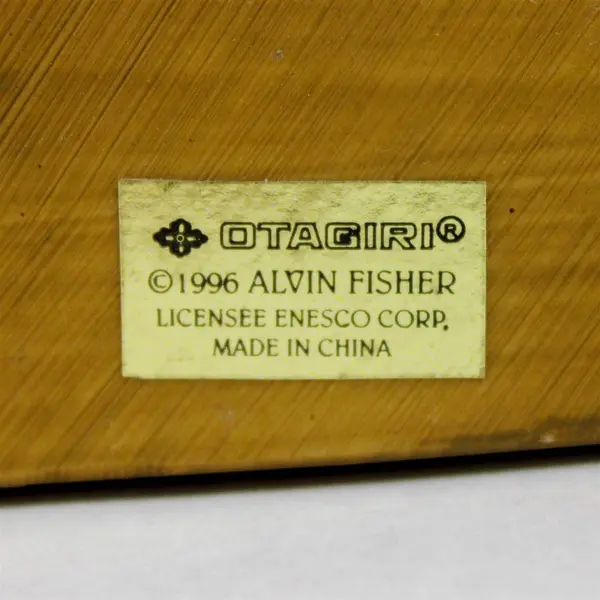 OTAGIRI®
©1996 ALVIN FISHER
LICENSEE ENESCO CORP.
MADE IN CHINA